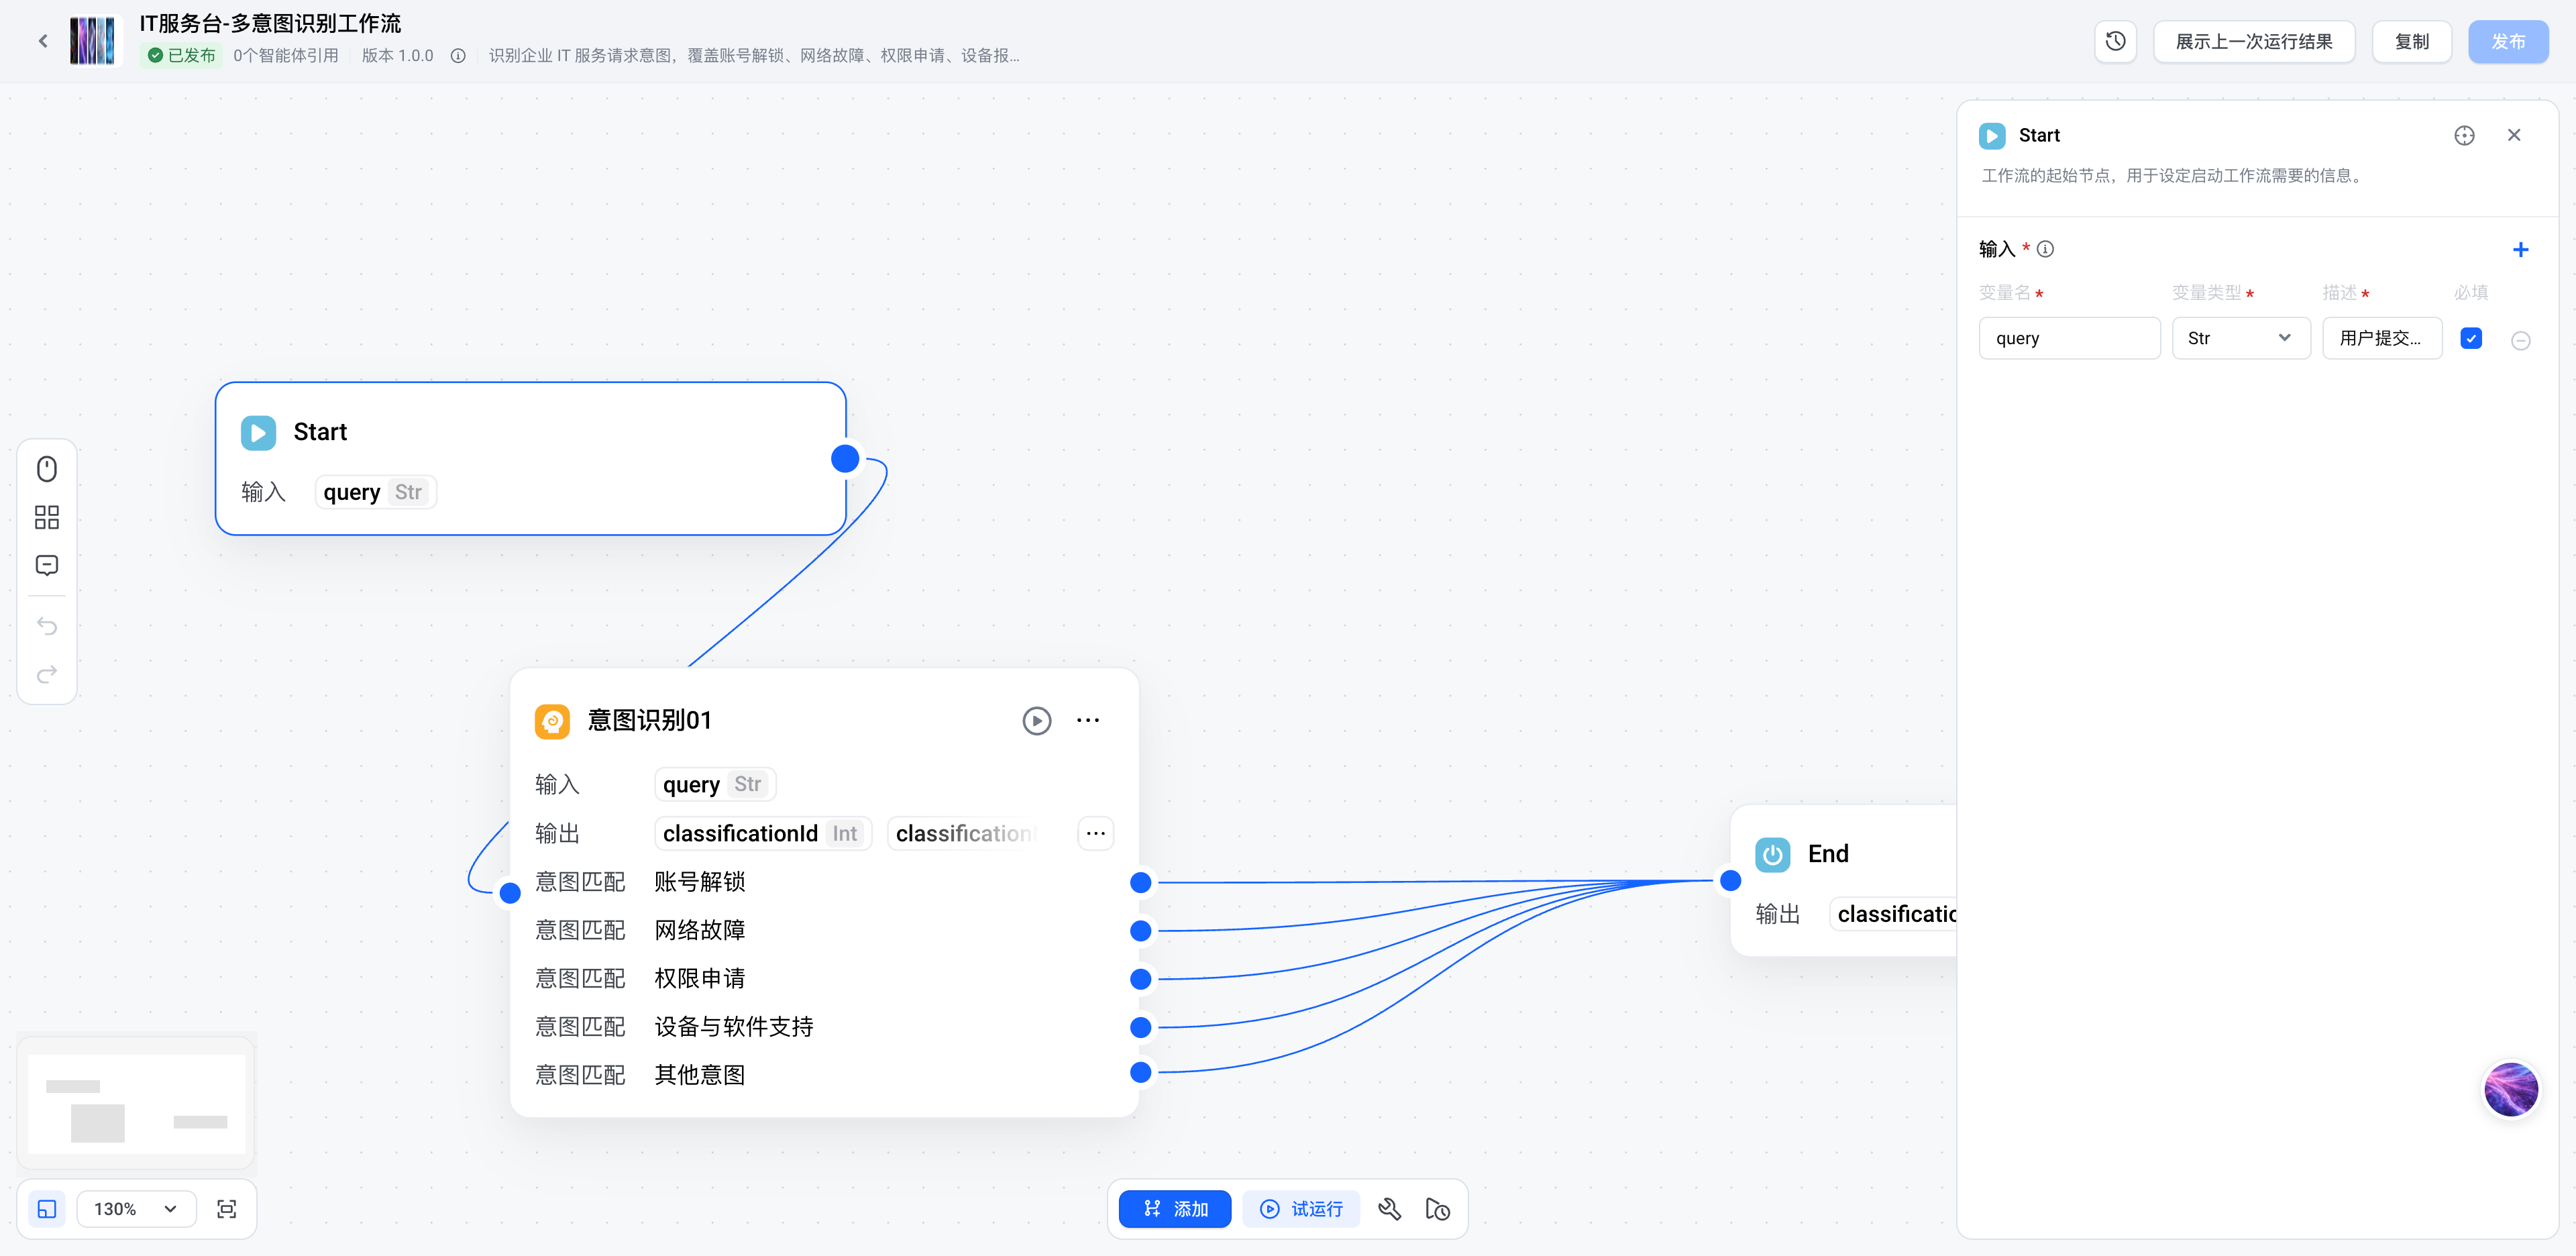 IT服务台-多意图识别工作流
已发布 0个智能体引用 版本 1.0.0 识别企业 IT 服务请求意图，覆盖账号解锁、网络故障、权限申请、设备报...
展示上一次运行结果 复制 发布
Start
工作流的起始节点，用于设定启动工作流需要的信息。
输入 *
变量名 * 变量类型 * 描述 * 必填
query Str 用户提交...
Start
输入 query Str
意图识别01
输入 query Str
输出 classificationId Int classification
意图匹配 账号解锁
意图匹配 网络故障
意图匹配 权限申请
意图匹配 设备与软件支持
意图匹配 其他意图
End
输出 classificatio
130%
添加 试运行